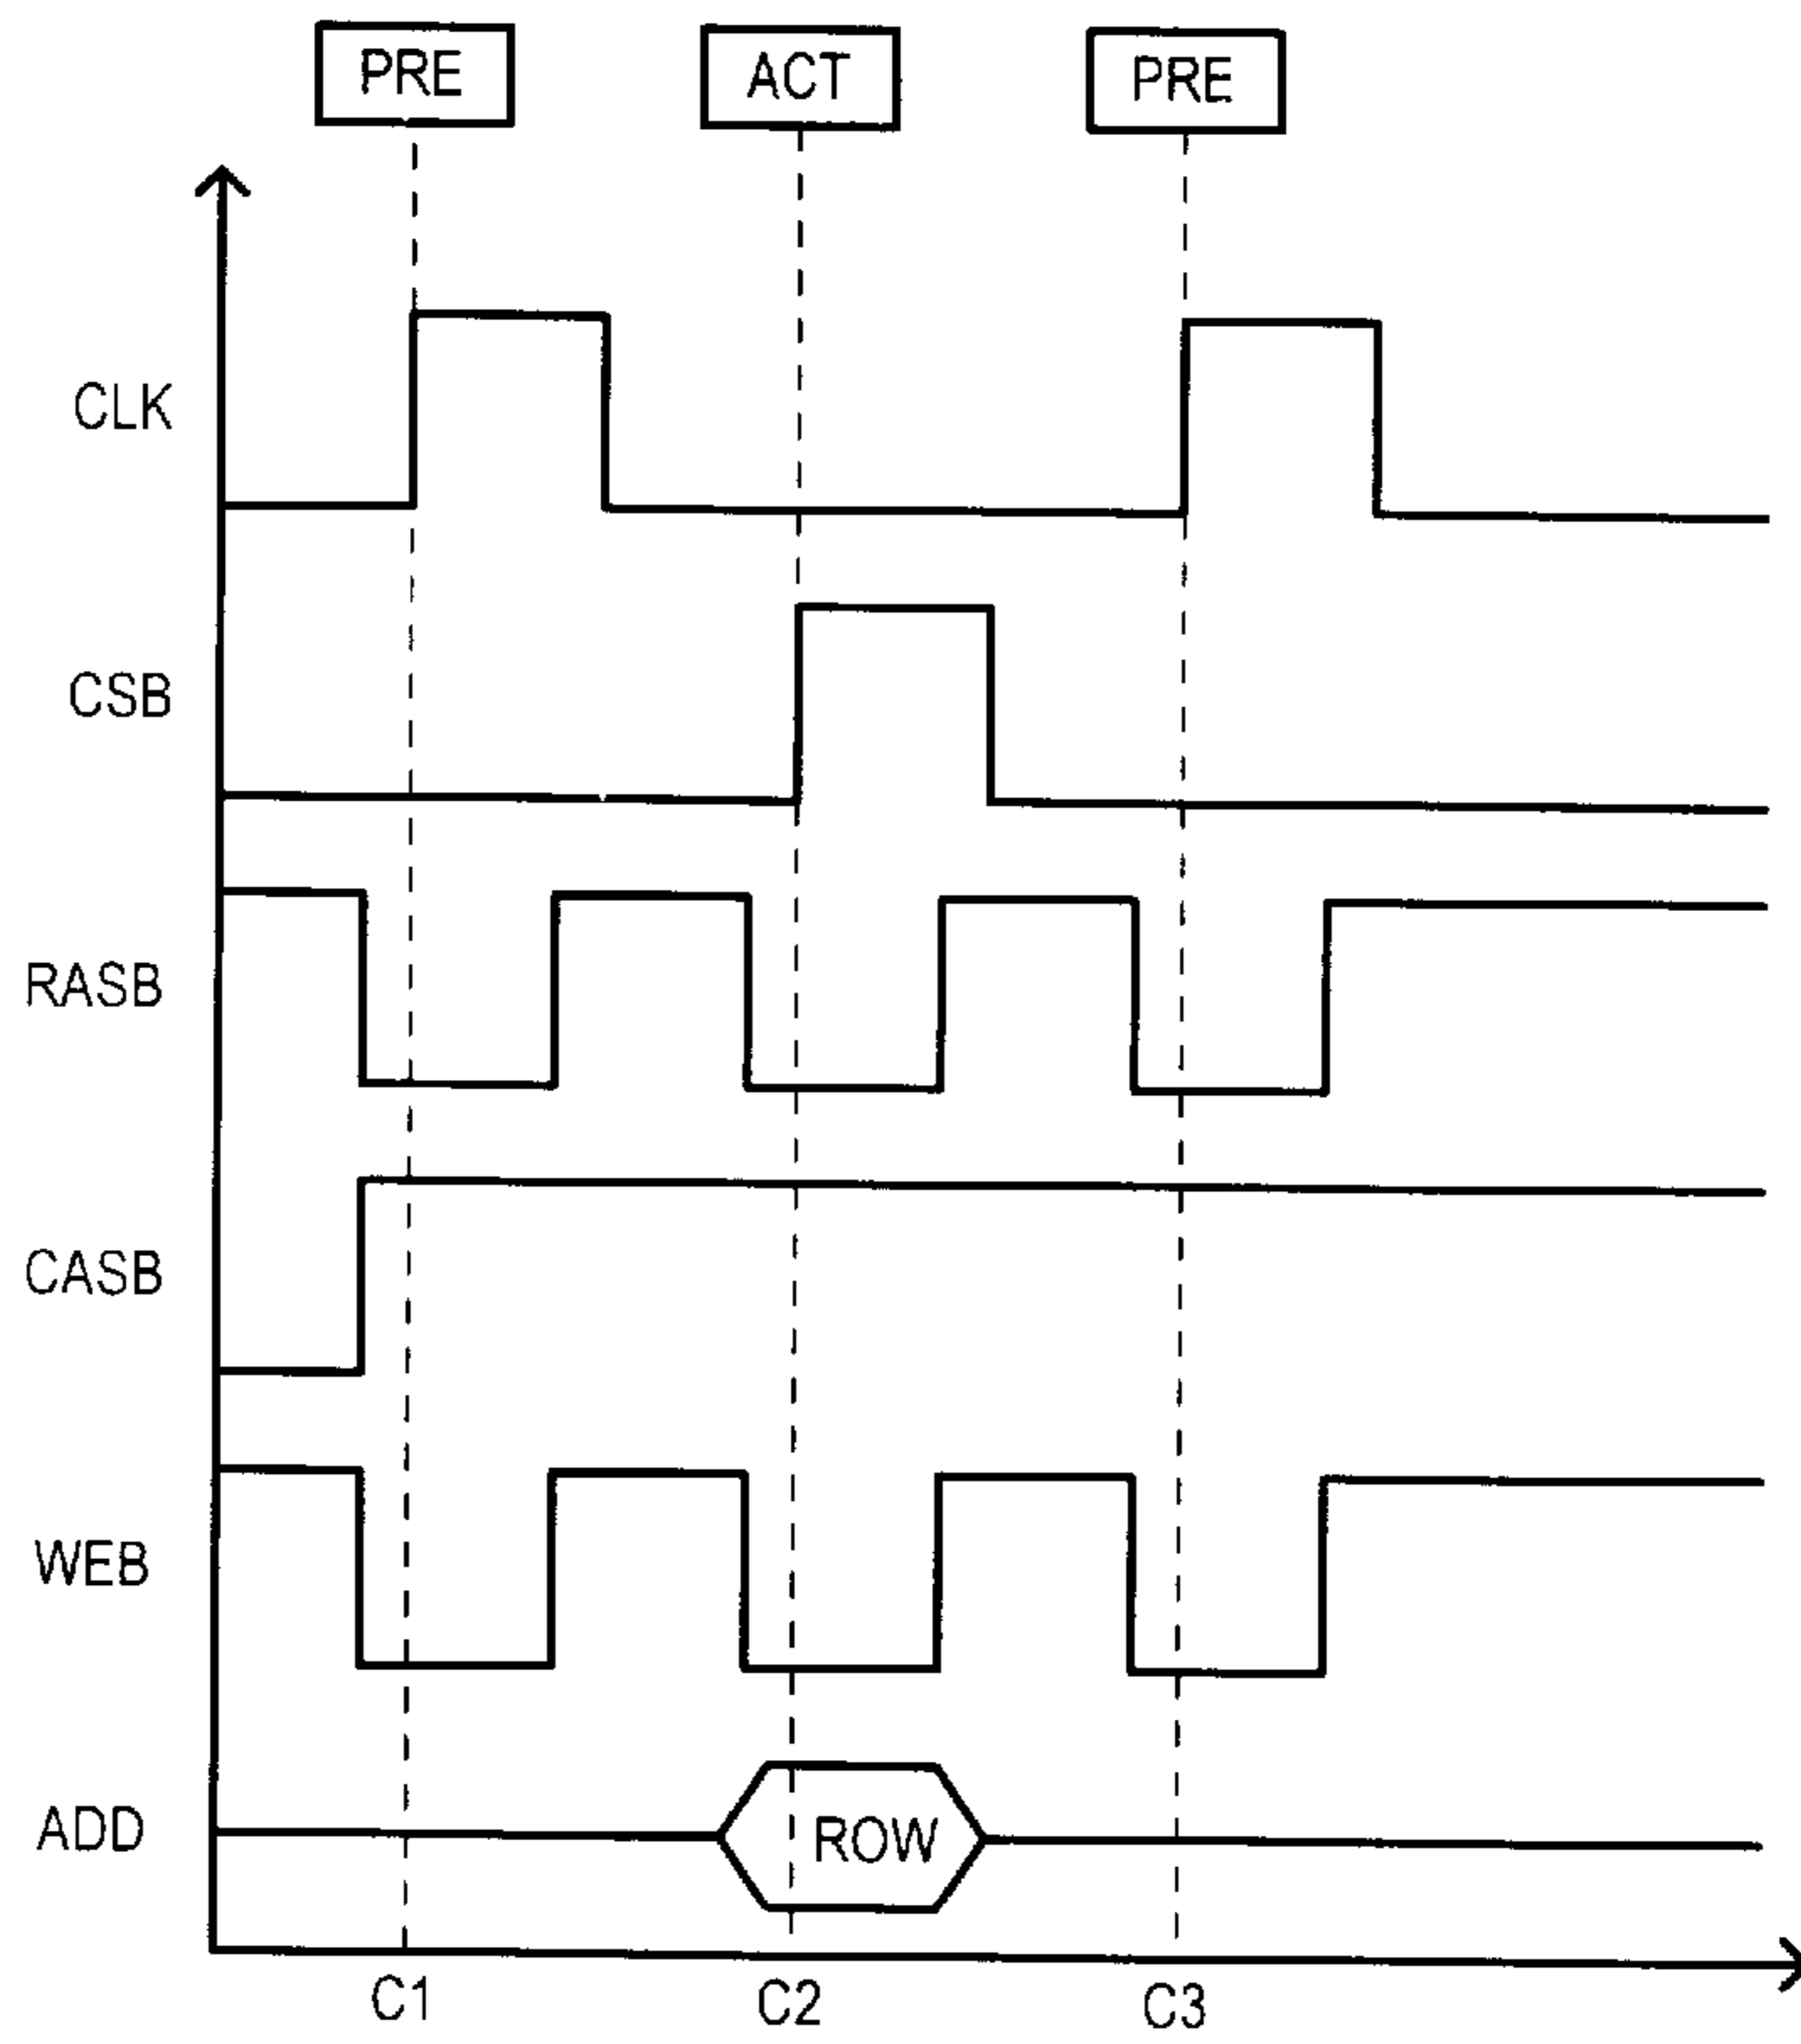 PRE ACT PRE
CLK
CSB
RASB
CASB
WEB
ADD ROW
C1 C2 C3